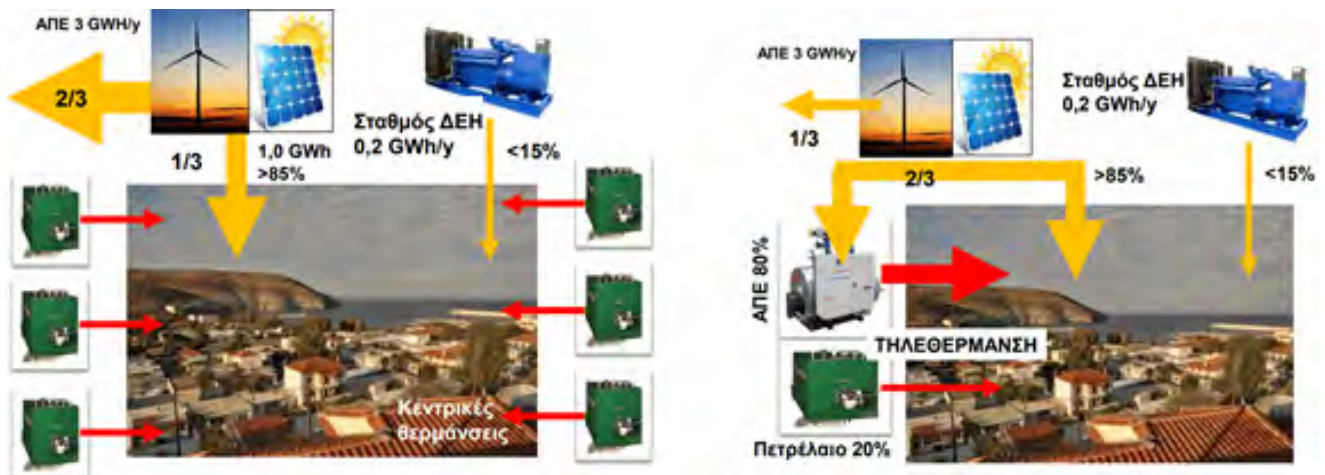 ΑΠΕ 3 GWH/y
2/3
1/3
1,0 GWh
>85%
Σταθμός ΔΕΗ
0,2 GWh/y
<15%
Κεντρικές
θερμάνσεις
ΑΠΕ 3 GWH/y
1/3
Σταθμός ΔΕΗ
0,2 GWh/y
2/3
>85%
<15%
ΑΠΕ 80%
ΤΗΛΕΘΕΡΜΑΝΣΗ
Πετρέλαιο 20%